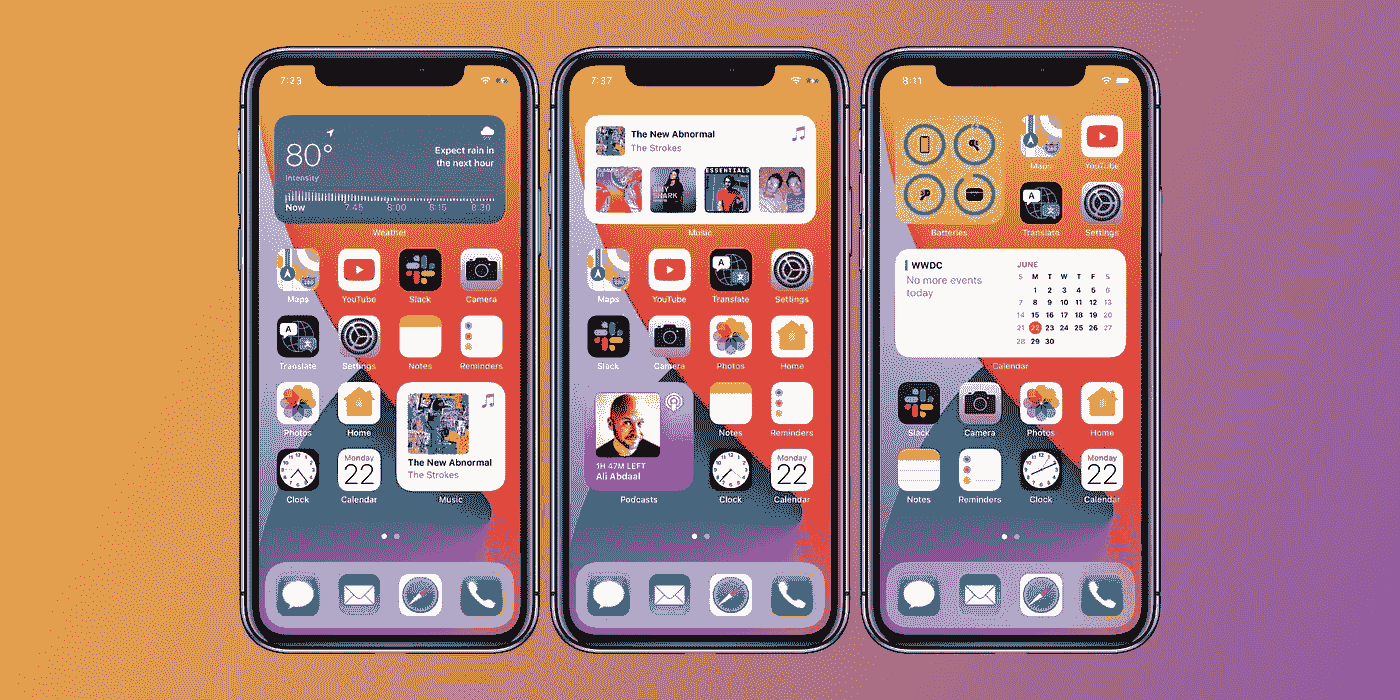 7:23
80°
Expect rain in
the next hour
Intensity
Now 7:45 8:00 8:15 8:30
Weather
Maps YouTube Slack Camera
A
Translate Settings Notes Reminders
Photos Home
The New Abnormal
The Strokes
Monday
22
Clock Calendar Music
7:37
The New Abnormal
The Strokes
AMY
SHARK
ESSENTIALS
Music
Maps YouTube Translate Settings
A
Slack Camera Photos Home
1H 47M LEFT
Ali Abdaal
Podcasts
Notes Reminders
Monday
22
Clock Calendar
8:11
Batteries
Maps YouTube
A
Translate Settings
WWDC
No more events
today
JUNE
S M T W T F S
1 2 3 4 5 6
7 8 9 10 11 12 13
14 15 16 17 18 19 20
21 22 23 24 25 26 27
28 29 30
Calendar
Slack Camera Photos Home
Monday
22
Notes Reminders Clock Calendar